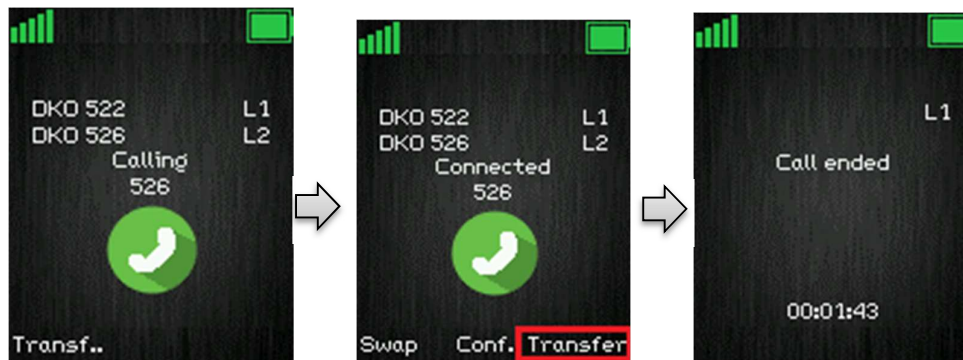 DKO 522 L1
DKO 526 L2
Calling
526
Transf..
DKO 522 L1
DKO 526 L2
Connected
526
Swap Conf. Transfer
L1
Call ended
00:01:43